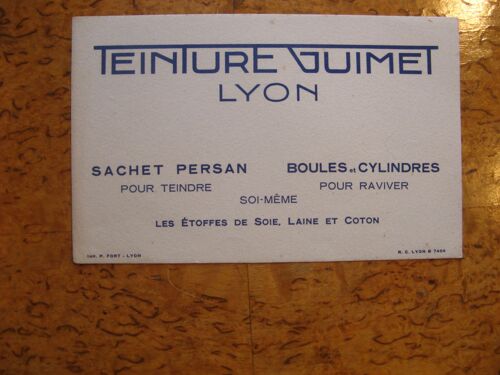 TEINTURE GUIMET
LYON
SACHET PERSAN
POUR TEINDRE
BOULES et CYLINDRES
POUR RAVIVER
SOI-MÊME
LES ÉTOFFES DE SOIE, LAINE ET COTON
IMP. P. FORT - LYON
R. C. LYON B 7404